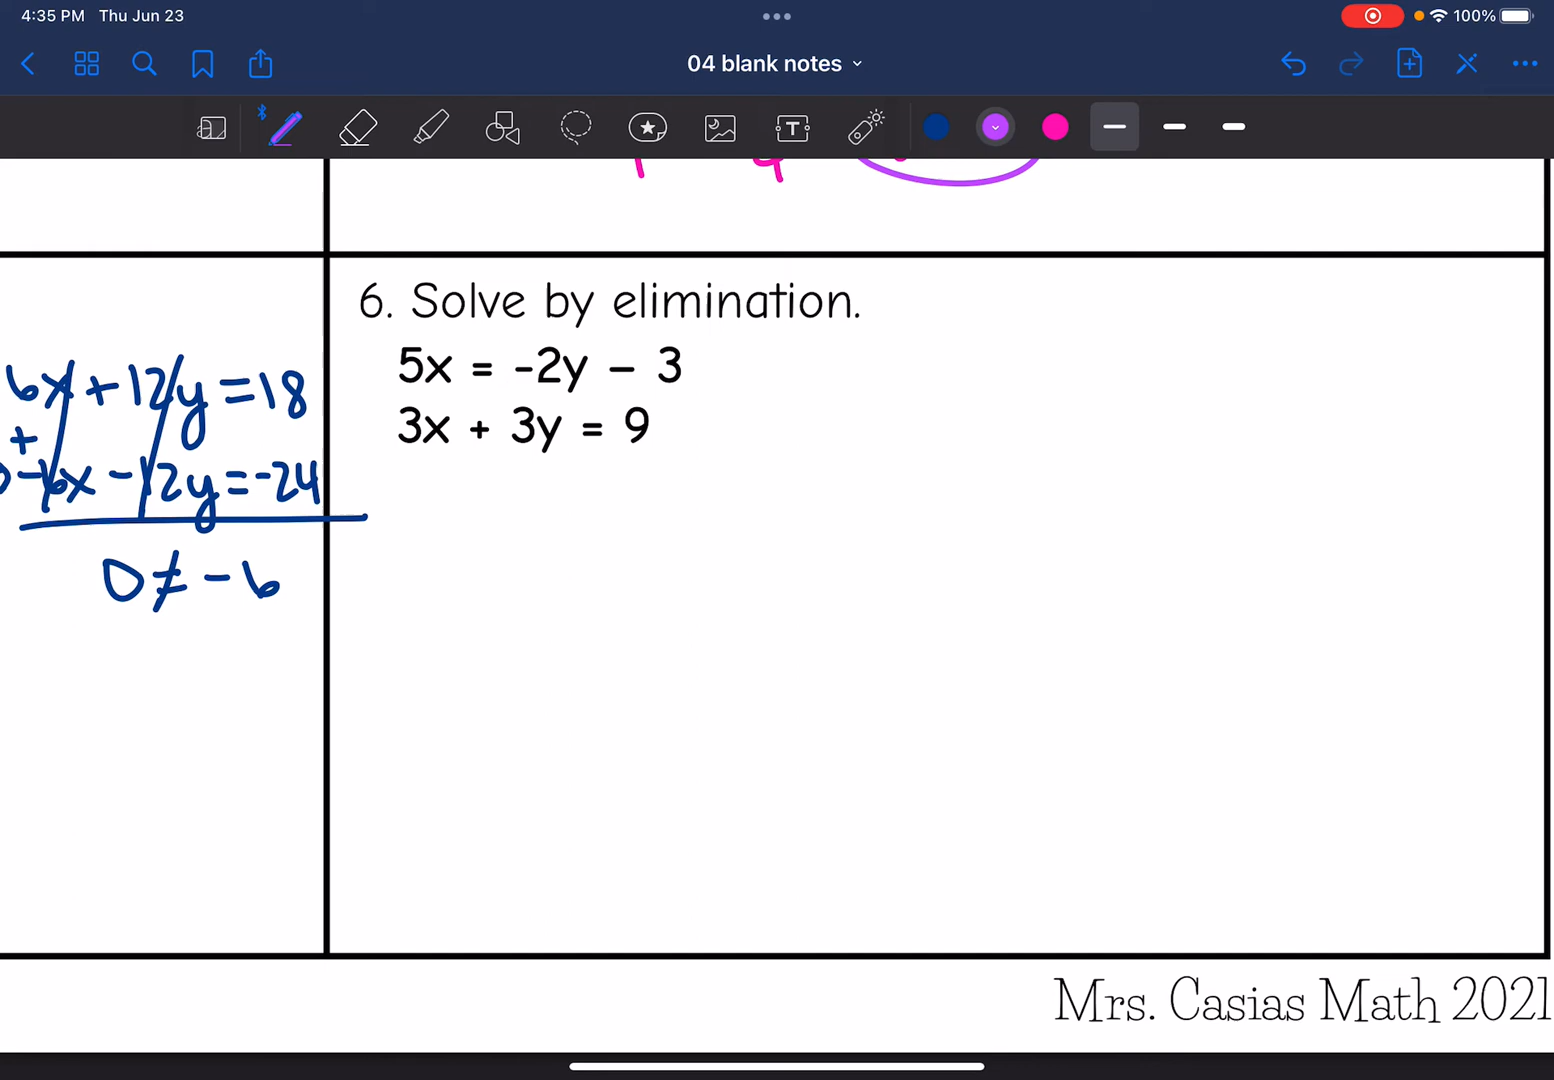 4:35 PM Thu Jun 23
100%
04 blank notes
T
6. Solve by elimination.
5x = -2y – 3
3x + 3y = 9
6x + 12y = 18
+
-6x - 12y = -24
0 ≠ -6
Mrs. Casias Math 2021